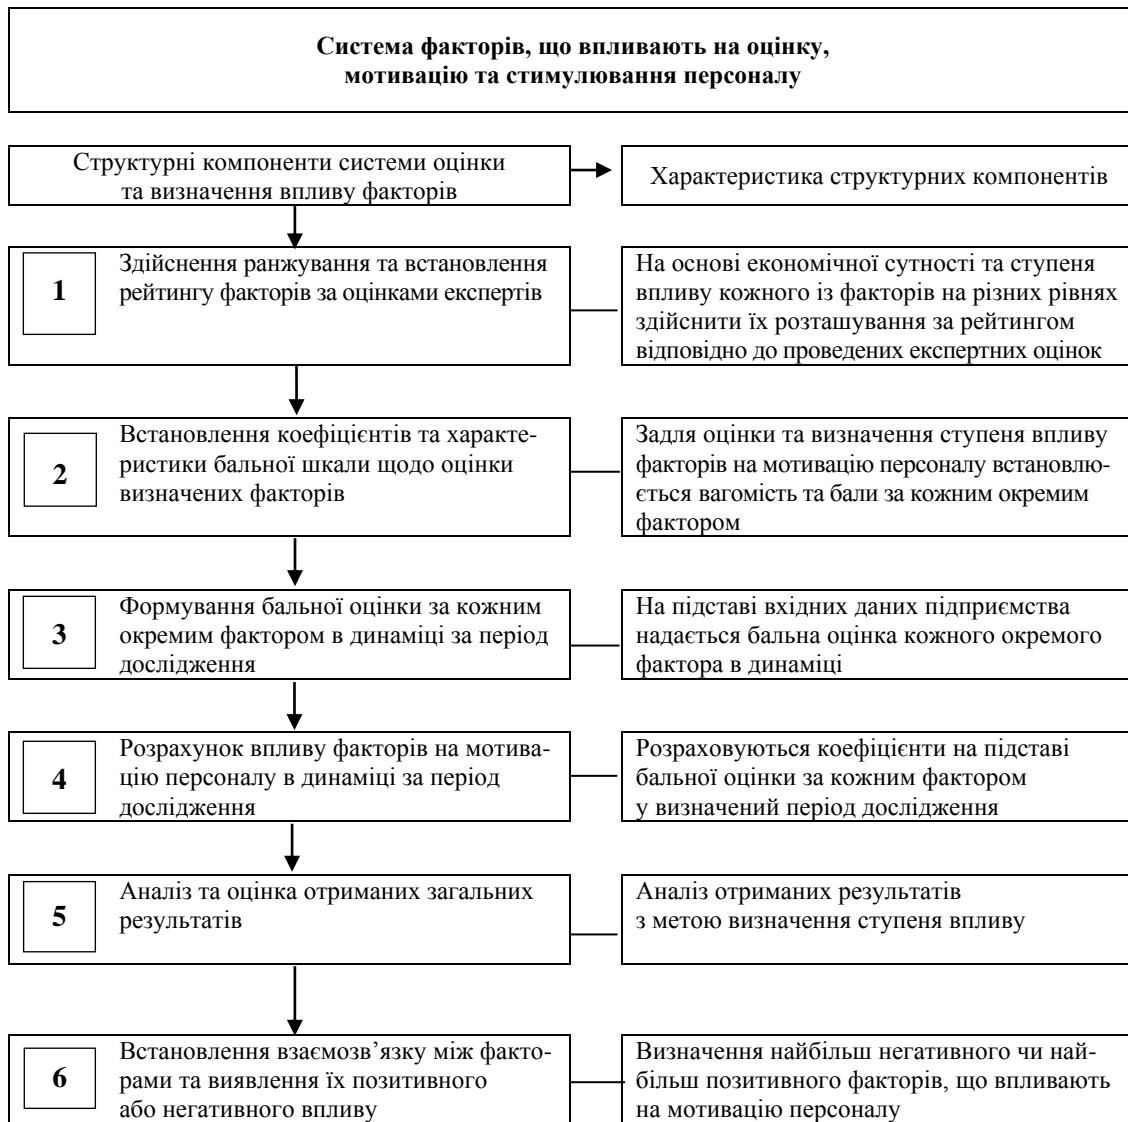 Система факторів, що впливають на оцінку,
мотивацію та стимулювання персоналу
Структурні компоненти системи оцінки
та визначення впливу факторів
Характеристика структурних компонентів
1
Здійснення ранжування та встановлення
рейтингу факторів за оцінками експертів
На основі економічної сутності та ступеня
впливу кожного із факторів на різних рівнях
здійснити їх розташування за рейтингом
відповідно до проведених експертних оцінок
2
Встановлення коефіцієнтів та характе-
ристики бальної шкали щодо оцінки
визначених факторів
Задля оцінки та визначення ступеня впливу
факторів на мотивацію персоналу встановлю-
ється вагомість та бали за кожним окремим
фактором
3
Формування бальної оцінки за кожним
окремим фактором в динаміці за період
дослідження
На підставі вхідних даних підприємства
надається бальна оцінка кожного окремого
фактора в динаміці
4
Розрахунок впливу факторів на мотива-
цію персоналу в динаміці за період
дослідження
Розраховуються коефіцієнти на підставі
бальної оцінки за кожним фактором
у визначений період дослідження
5
Аналіз та оцінка отриманих загальних
результатів
Аналіз отриманих результатів
з метою визначення ступеня впливу
6
Встановлення взаємозв’язку між факто-
рами та виявлення їх позитивного
або негативного впливу
Визначення найбільш негативного чи най-
більш позитивного факторів, що впливають
на мотивацію персоналу